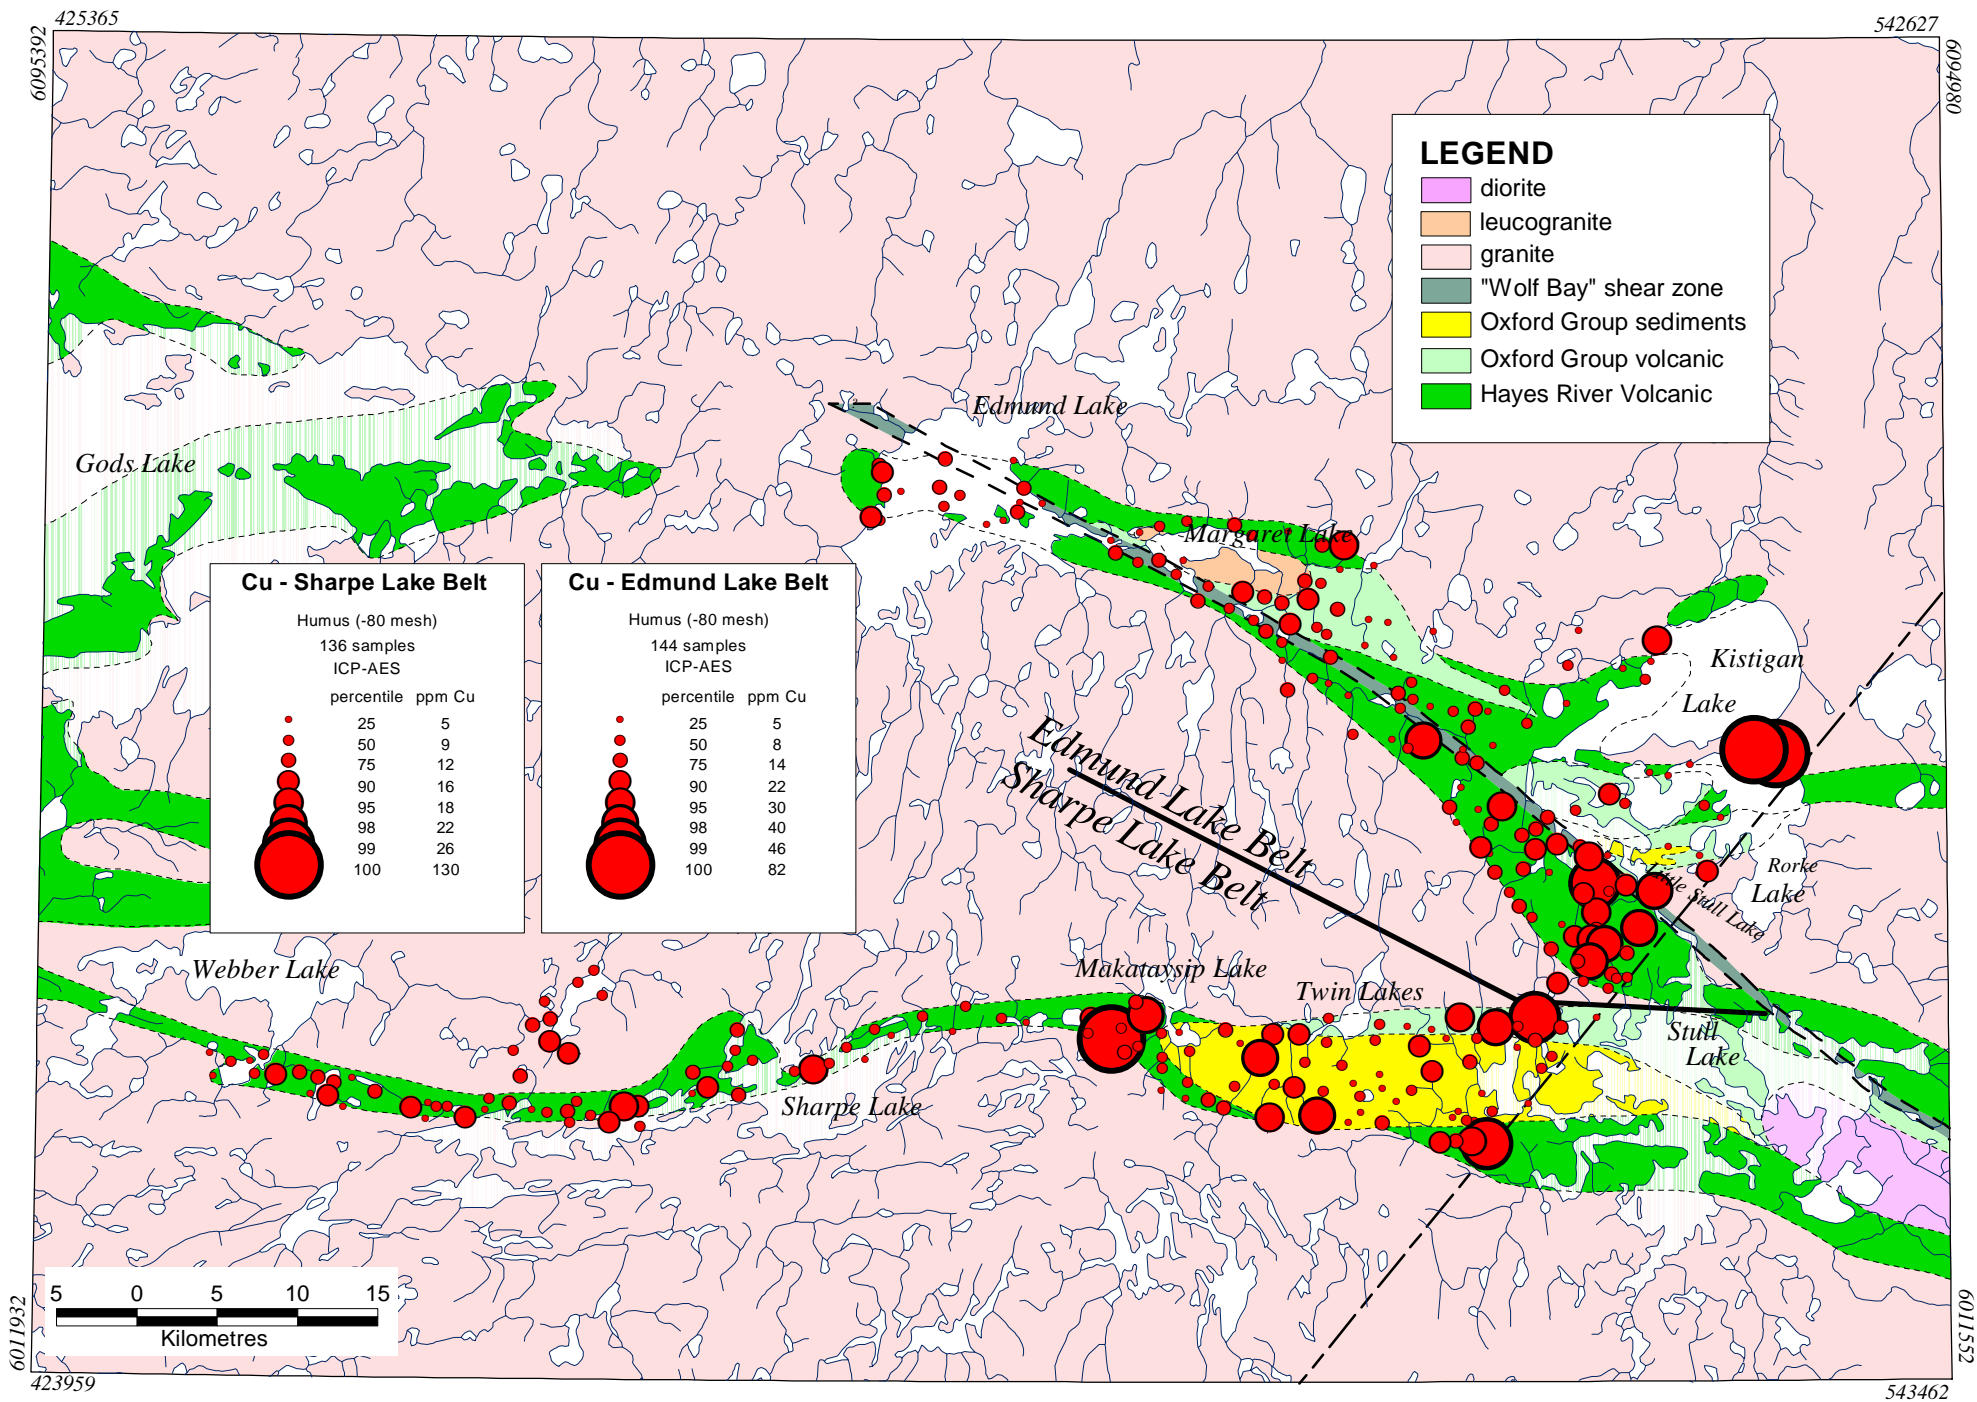 425365
542627
6095392
6094980
LEGEND
diorite
leucogranite
granite
"Wolf Bay" shear zone
Oxford Group sediments
Oxford Group volcanic
Hayes River Volcanic
Edmund Lake
Gods Lake
Margaret Lake
Cu - Sharpe Lake Belt
Humus (-80 mesh)
136 samples
ICP-AES
percentile ppm Cu
25 5
50 9
75 12
90 16
95 18
98 22
99 26
100 130
Cu - Edmund Lake Belt
Humus (-80 mesh)
144 samples
ICP-AES
percentile ppm Cu
25 5
50 8
75 14
90 22
95 30
98 40
99 46
100 82
Kistigan
Lake
Edmund Lake Belt
Sharpe Lake Belt
Rorke
Lake
Little Stull Lake
Webber Lake
Makataysip Lake
Twin Lakes
Stull
Lake
Sharpe Lake
5 0 5 10 15
Kilometres
6011932
6011552
423959
543462